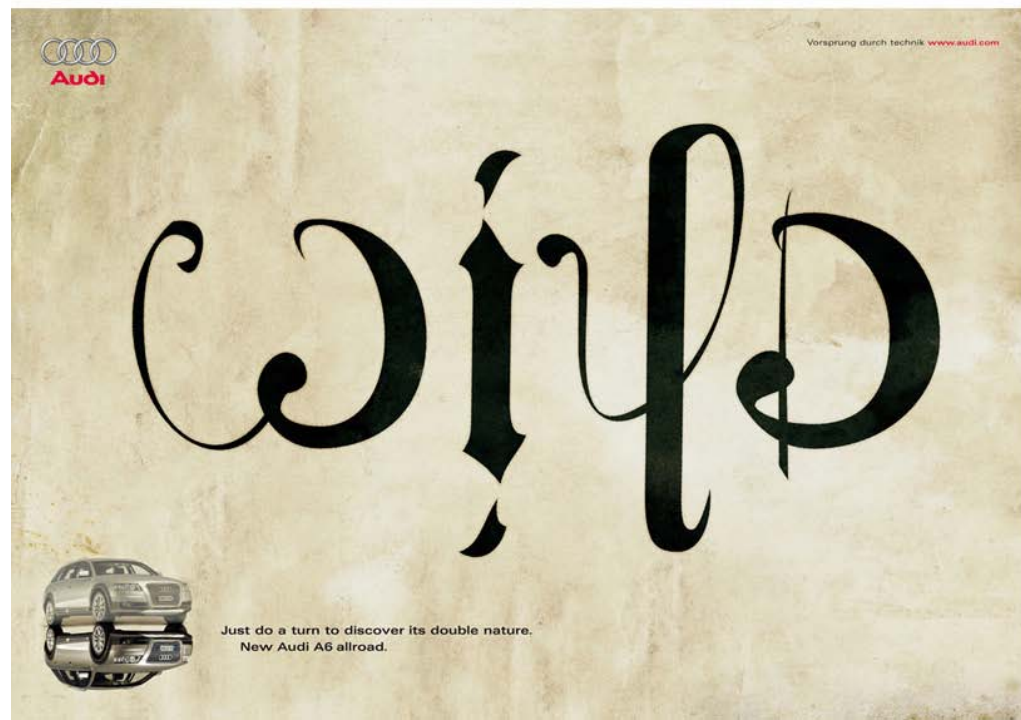 Audi
Vorsprung durch technik www.audi.com
wild
Just do a turn to discover its double nature.
New Audi A6 allroad.